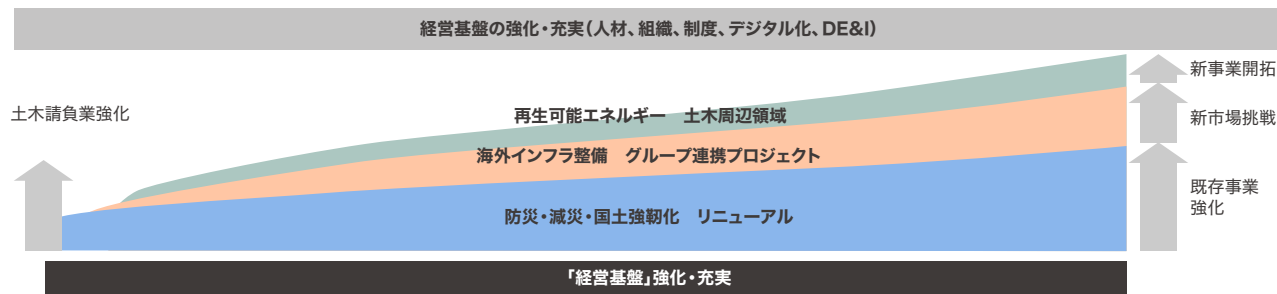 経営基盤の強化・充実（人材、組織、制度、デジタル化、DE&I）
土木請負業強化
再生可能エネルギー　土木周辺領域
海外インフラ整備　グループ連携プロジェクト
防災・減災・国土強靭化　リニューアル
新事業開拓
新市場挑戦
既存事業
強化
「経営基盤」強化・充実